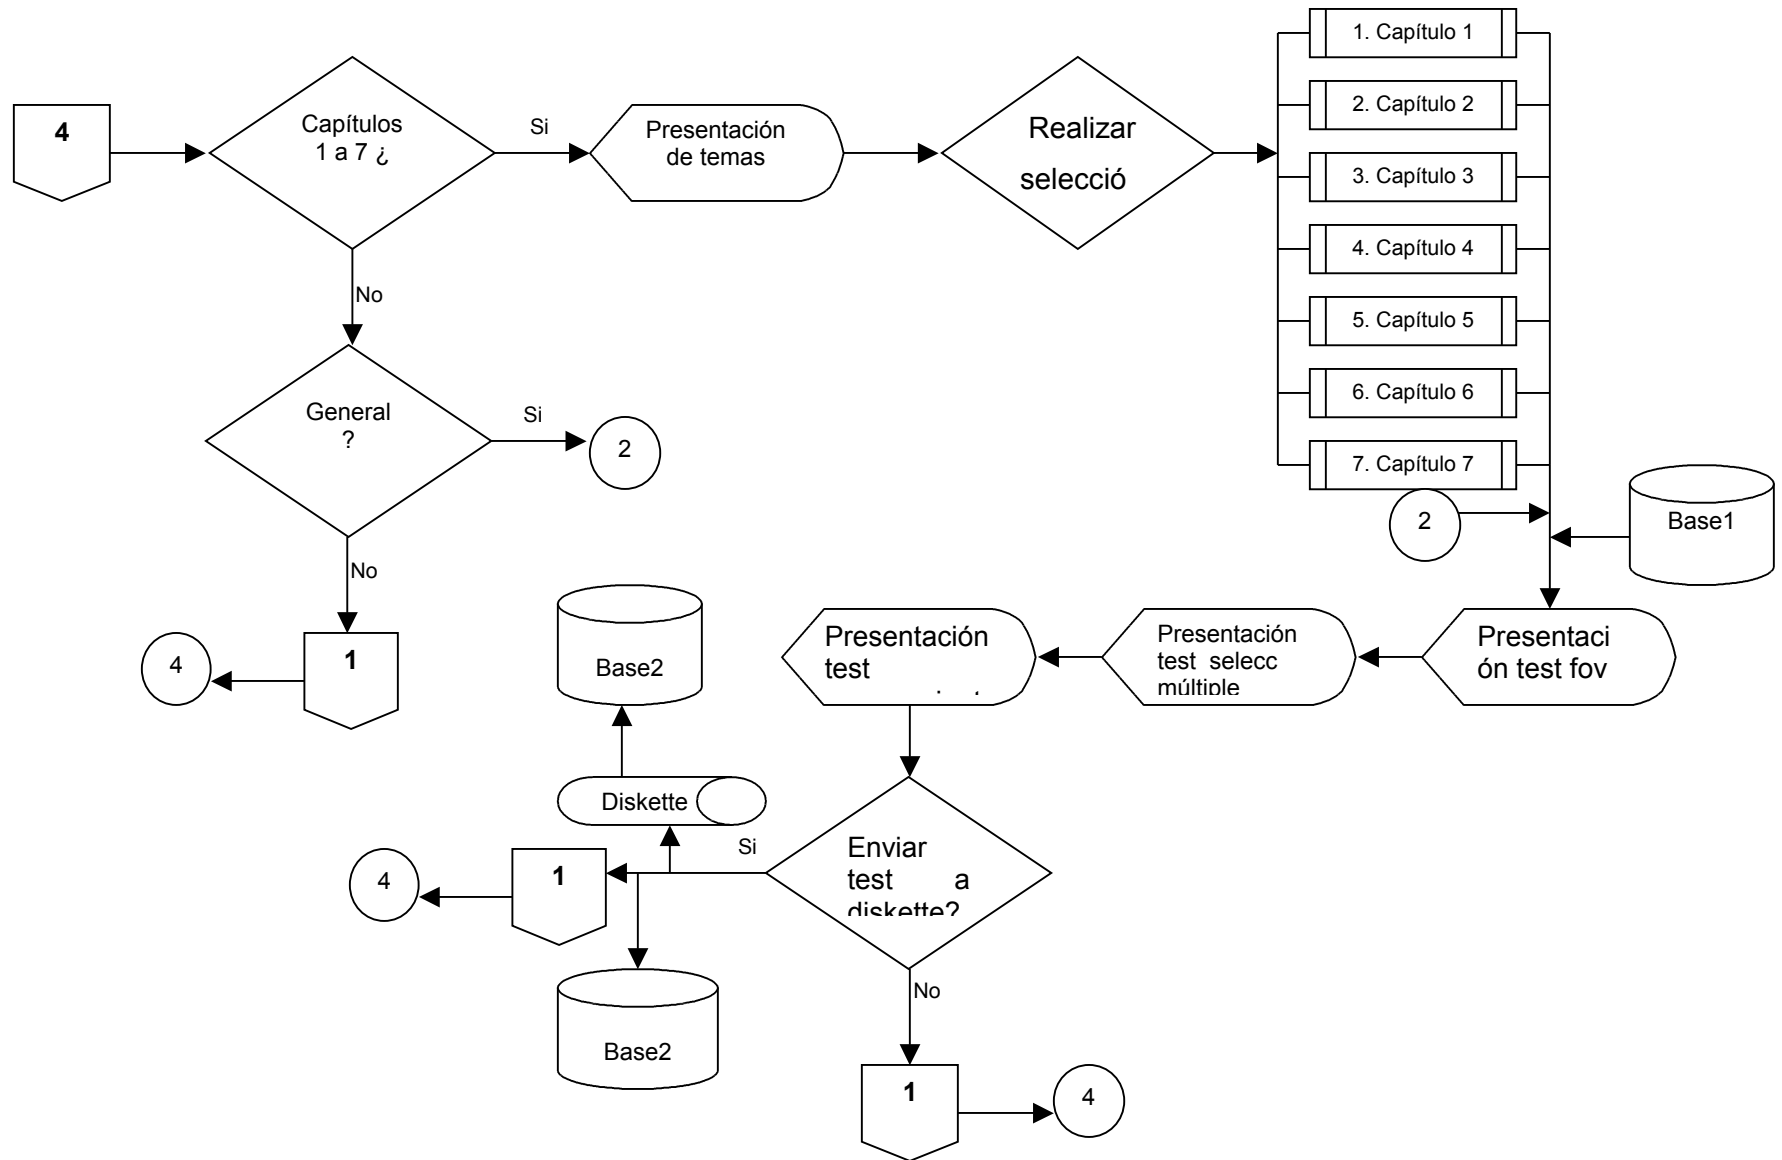 4
Capítulos
1 a 7 ¿
Si
Presentación
de temas
Realizar
selecció
1. Capítulo 1
2. Capítulo 2
3. Capítulo 3
4. Capítulo 4
5. Capítulo 5
6. Capítulo 6
7. Capítulo 7
No
General
?
Si
2
2
Base1
No
4
1
Base2
Presentación
test
Presentación
test selecc
múltiple
Presentaci
ón test fov
Diskette
Si
Enviar
test a
diskette?
4
1
Base2
No
1
4